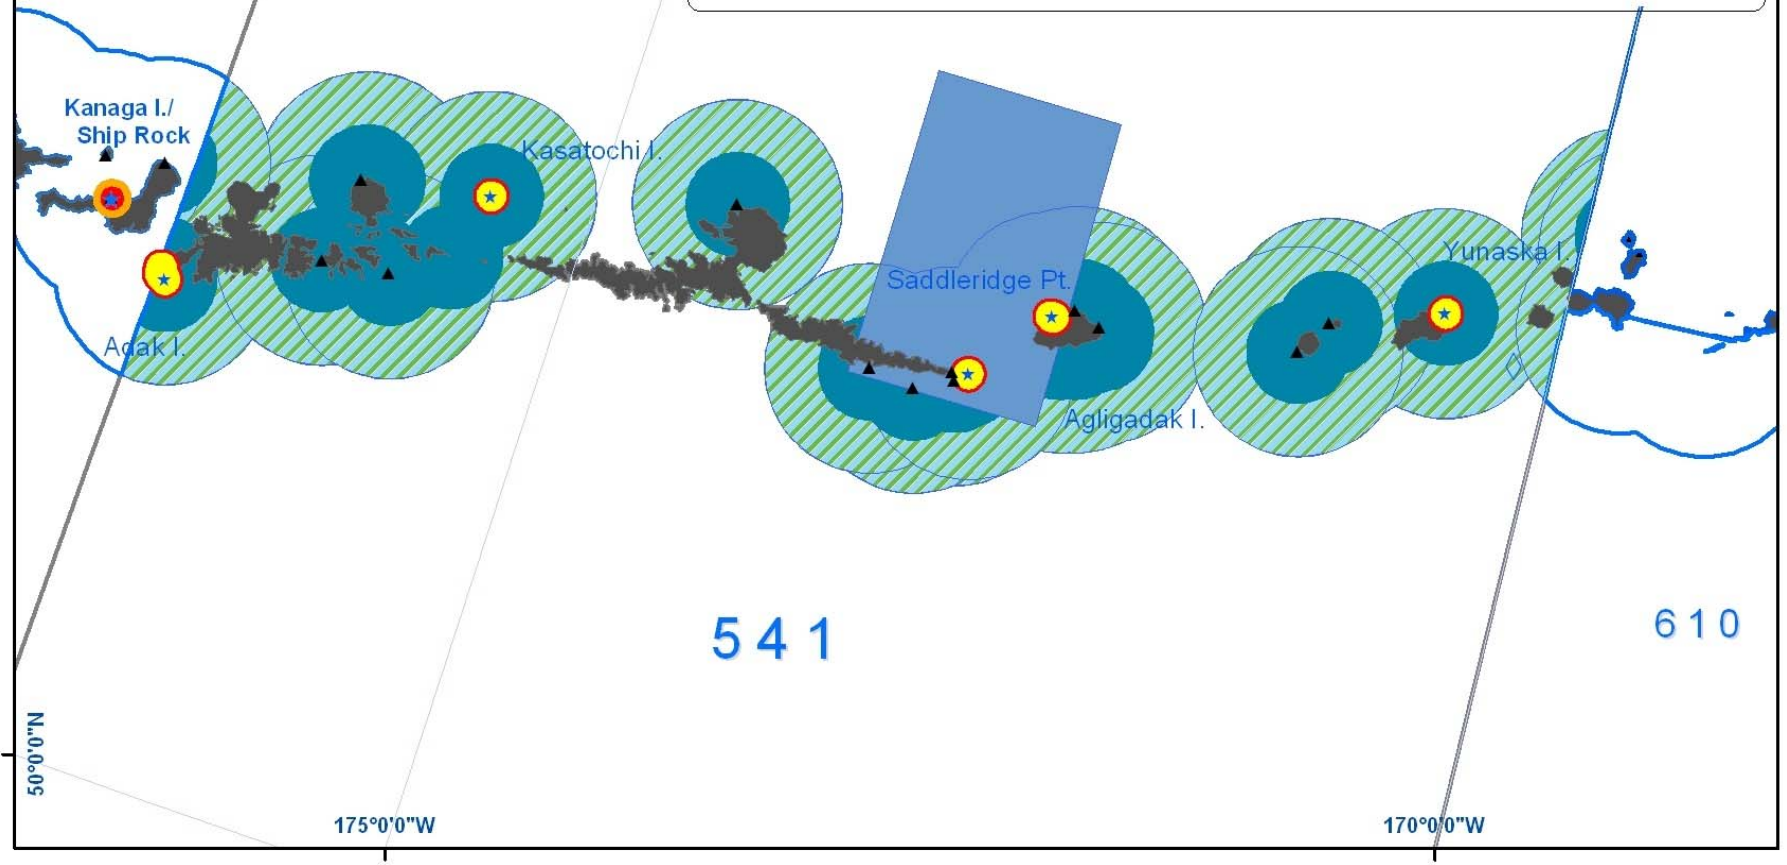 Kanaga I./
Ship Rock
Kasatochi I.
Yunaska I.
Saddleridge Pt.
Adak I.
Agligadak I.
541
610
50°0'0"N
175°0'0"W
170°0'0"W